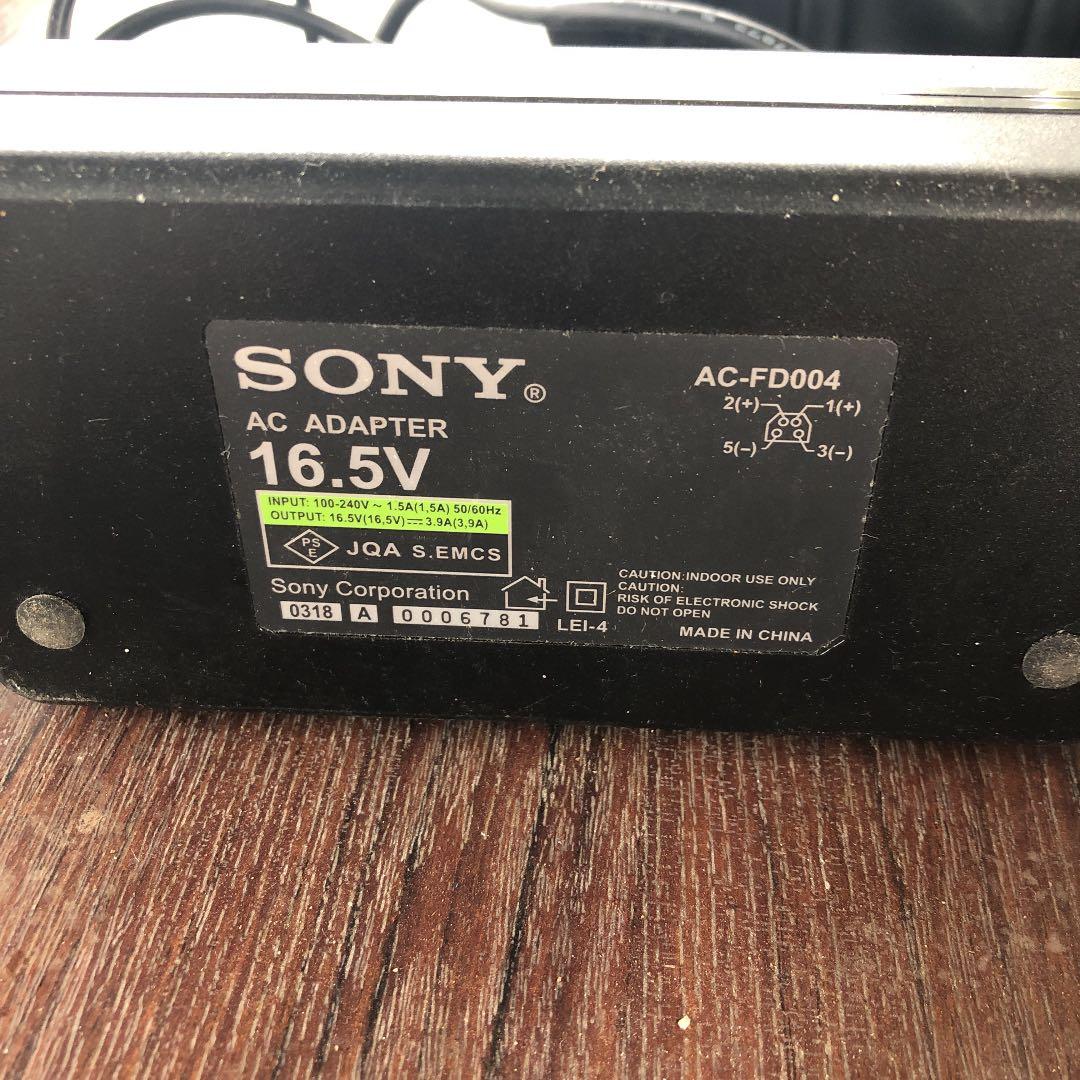 SONY®
AC ADAPTER
16.5V
INPUT: 100-240V ~ 1.5A(1,5A) 50/60Hz
OUTPUT: 16.5V(16,5V) ⎓ 3.9A(3,9A)
PS E JQA S.EMCS
Sony Corporation
0318 A 0006781
LEI-4
AC-FD004
2(+) 1(+)
5(−) 3(−)
CAUTION:INDOOR USE ONLY
CAUTION:
RISK OF ELECTRONIC SHOCK
DO NOT OPEN
MADE IN CHINA